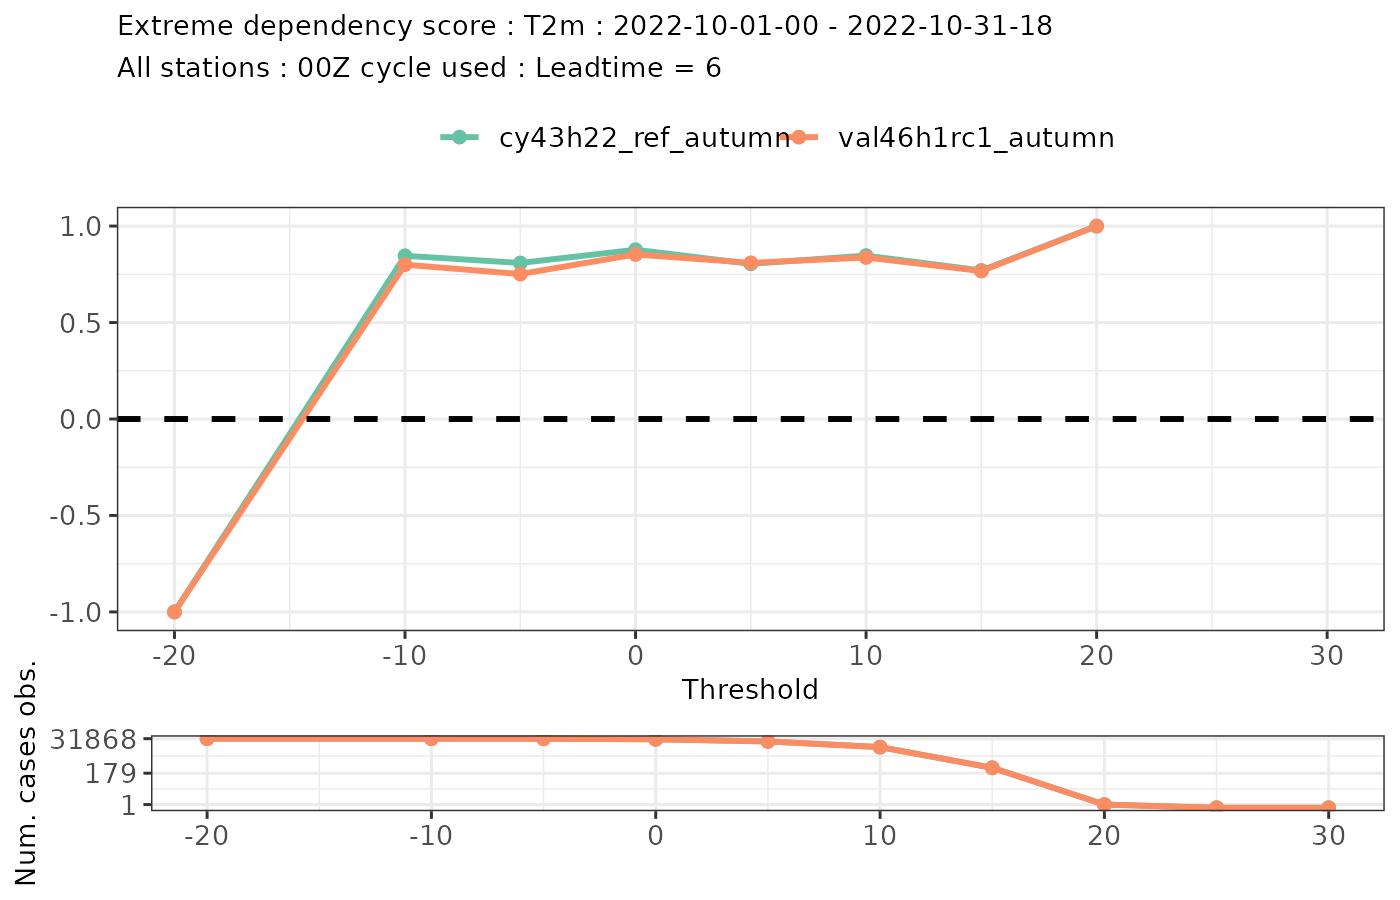 Extreme dependency score : T2m : 2022-10-01-00 - 2022-10-31-18
All stations : 00Z cycle used : Leadtime = 6
cy43h22_ref_autumn val46h1rc1_autumn
1.0
0.5
0.0
-0.5
-1.0
-20 -10 0 10 20 30
Threshold
Num. cases obs.
31868
179
1
-20 -10 0 10 20 30